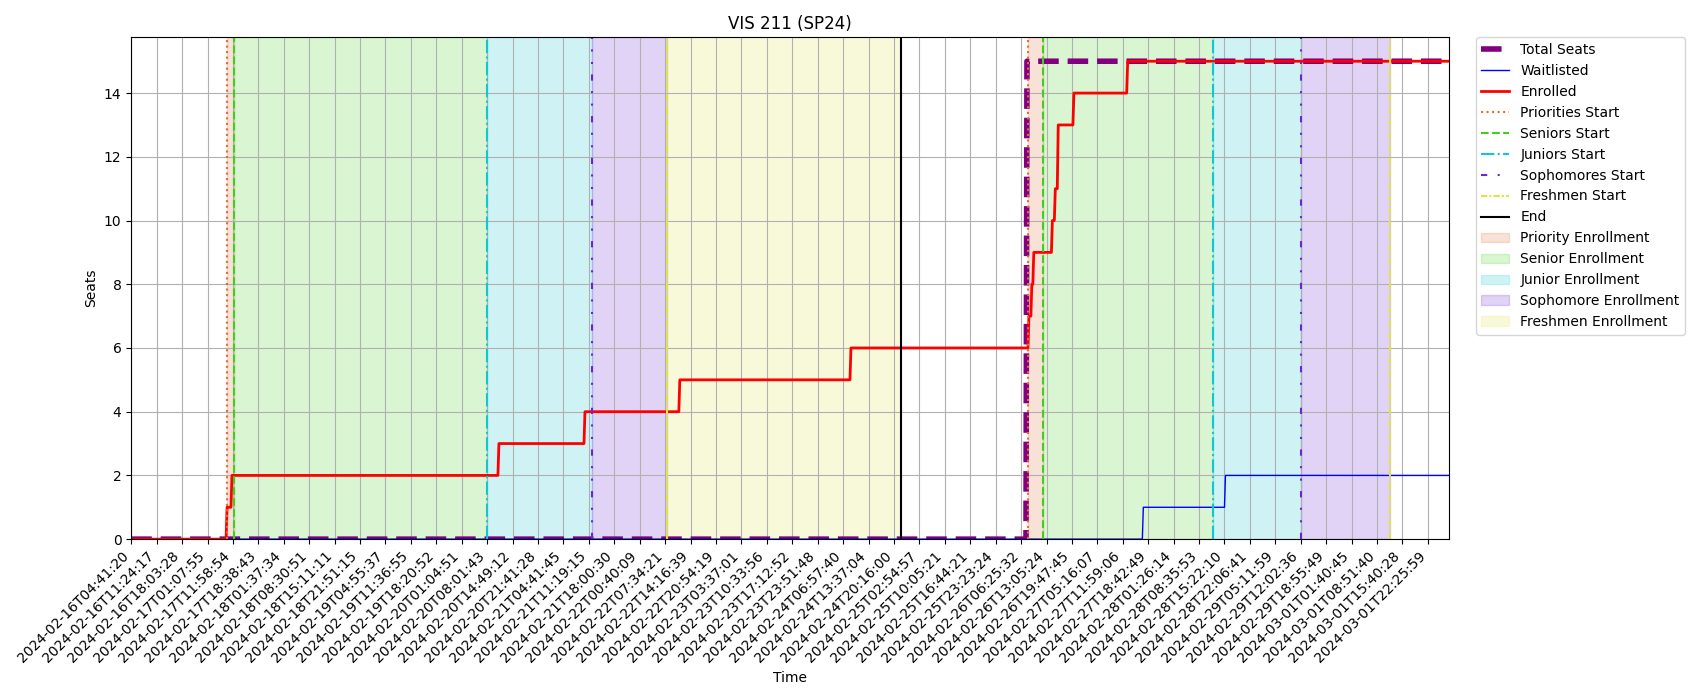 VIS 211 (SP24)
Total Seats
Waitlisted
Enrolled
Priorities Start
Seniors Start
Juniors Start
Sophomores Start
Freshmen Start
End
Priority Enrollment
Senior Enrollment
Junior Enrollment
Sophomore Enrollment
Freshmen Enrollment
Seats
14
12
10
8
6
4
2
0
2024-02-16T04:41:20
2024-02-16T11:24:17
2024-02-16T18:03:28
2024-02-17T01:07:55
2024-02-17T11:58:54
2024-02-17T18:38:43
2024-02-18T01:37:34
2024-02-18T08:30:51
2024-02-18T15:11:11
2024-02-18T21:51:15
2024-02-19T04:55:37
2024-02-19T11:36:55
2024-02-19T18:20:52
2024-02-20T01:04:51
2024-02-20T08:01:43
2024-02-20T14:49:12
2024-02-20T21:41:28
2024-02-21T04:41:45
2024-02-21T11:19:15
2024-02-21T18:00:30
2024-02-22T00:40:09
2024-02-22T07:34:21
2024-02-22T14:16:39
2024-02-22T20:54:19
2024-02-23T03:37:01
2024-02-23T10:33:56
2024-02-23T17:12:52
2024-02-23T23:51:48
2024-02-24T06:57:40
2024-02-24T13:37:04
2024-02-24T20:16:00
2024-02-25T02:54:57
2024-02-25T10:05:21
2024-02-25T16:44:21
2024-02-25T23:23:24
2024-02-26T06:25:32
2024-02-26T13:05:24
2024-02-26T19:47:45
2024-02-27T05:16:07
2024-02-27T11:59:06
2024-02-27T18:42:49
2024-02-28T01:26:14
2024-02-28T08:35:53
2024-02-28T15:22:10
2024-02-28T22:06:41
2024-02-29T05:11:59
2024-02-29T12:02:36
2024-02-29T18:55:49
2024-03-01T01:40:45
2024-03-01T08:51:40
2024-03-01T15:40:28
2024-03-01T22:25:59
Time